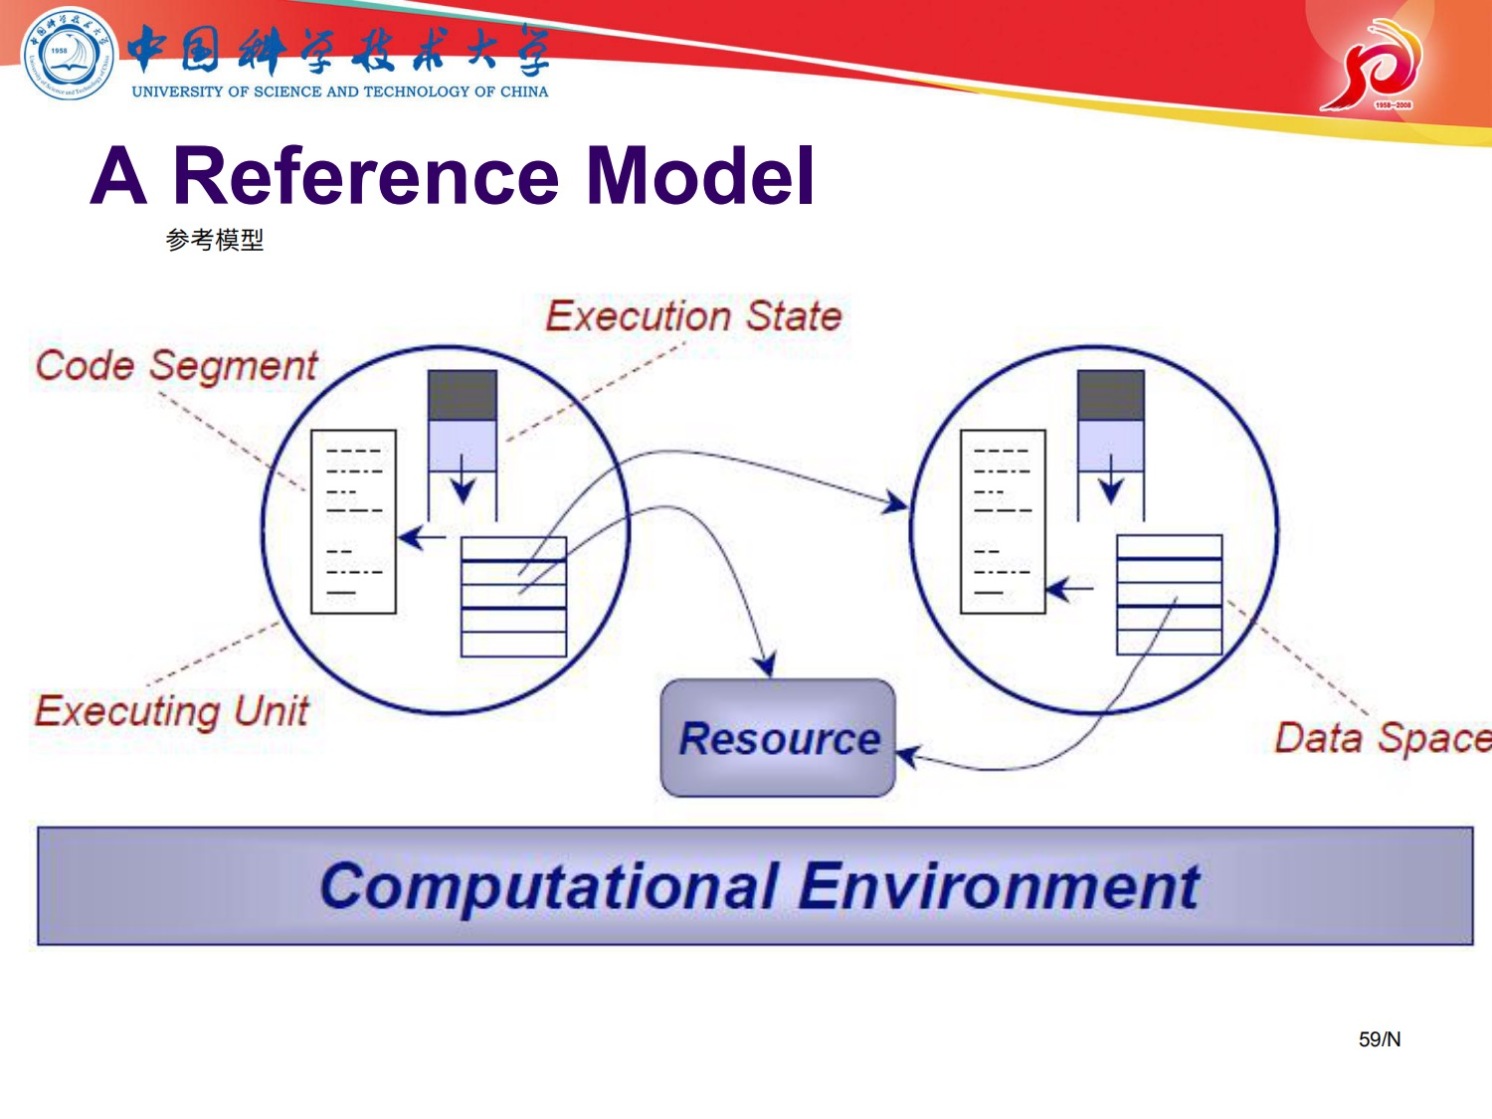 中国科学技术大学
UNIVERSITY OF SCIENCE AND TECHNOLOGY OF CHINA
1958
1958-2008
A Reference Model
参考模型
Execution State
Code Segment
Executing Unit
Resource
Data Space
Computational Environment
59/N